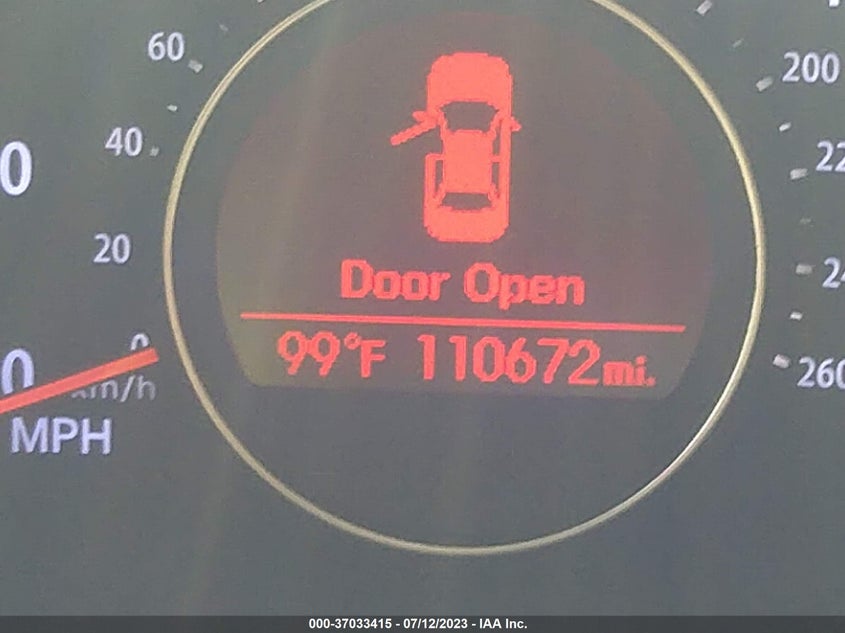 60
200
40
20
Door Open
99°F 110672mi.
0
260
km/h
MPH
000-37033415 - 07/12/2023 - IAA Inc.